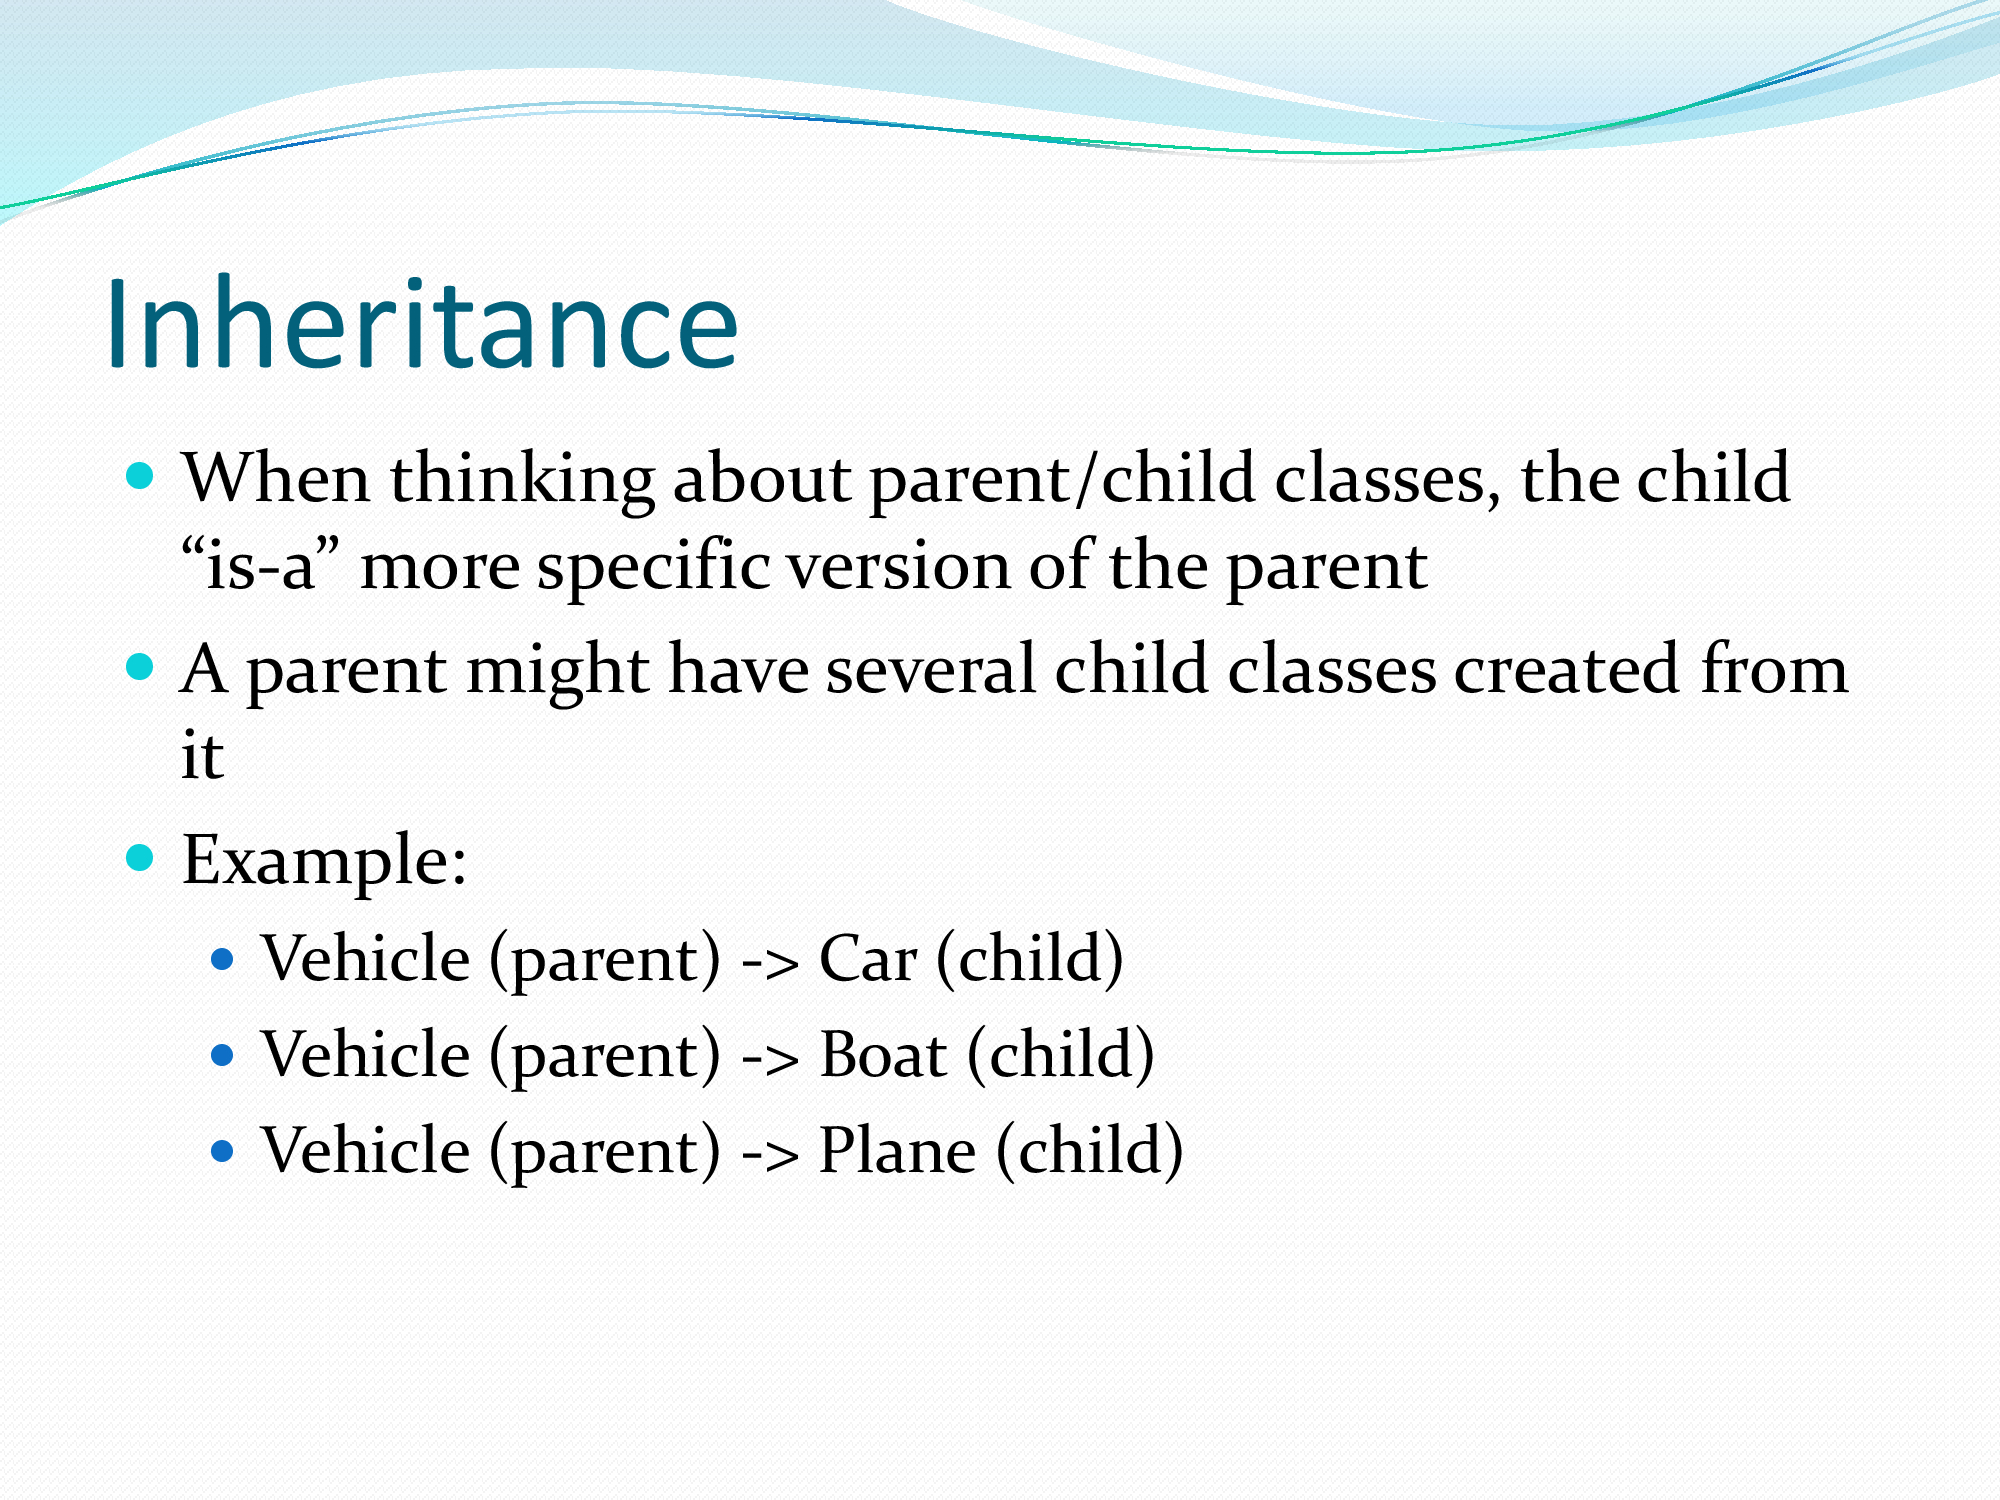 Inheritance
When thinking about parent/child classes, the child
“is-a” more specific version of the parent
A parent might have several child classes created from
it
Example:
Vehicle (parent) -> Car (child)
Vehicle (parent) -> Boat (child)
Vehicle (parent) -> Plane (child)